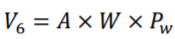 V₆ = A × W × P_w